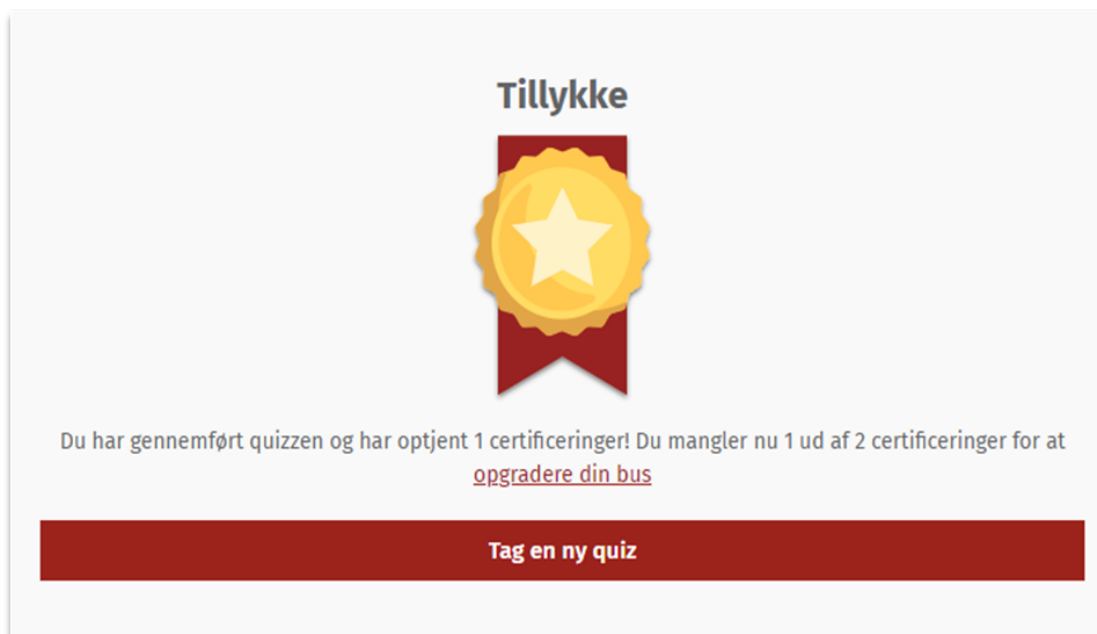 Tillykke
Du har gennemført quizzen og har optjent 1 certificeringer! Du mangler nu 1 ud af 2 certificeringer for at
opgradere din bus
Tag en ny quiz